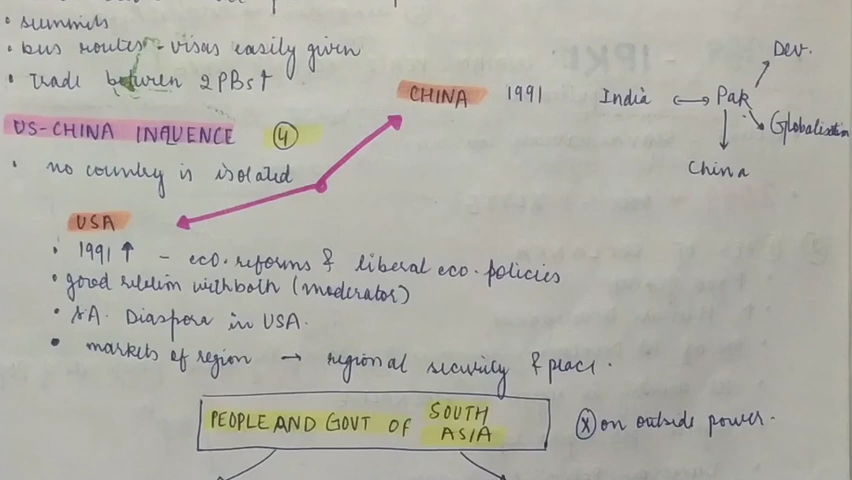 • summits
• bus routes - visas easily given
• trade between 2 PBs↑
CHINA 1991 India ↔ Pak
Dev.
Globalisation
China
US-CHINA INFLUENCE ④
• no country is isolated
USA
• 1991 ↑ - eco. reforms & liberal eco. policies
• good relation with both (moderator)
• SA. Diaspora in USA.
• markets of region → regional security & peace.
PEOPLE AND GOVT OF SOUTH ASIA
ⓧ on outside power.